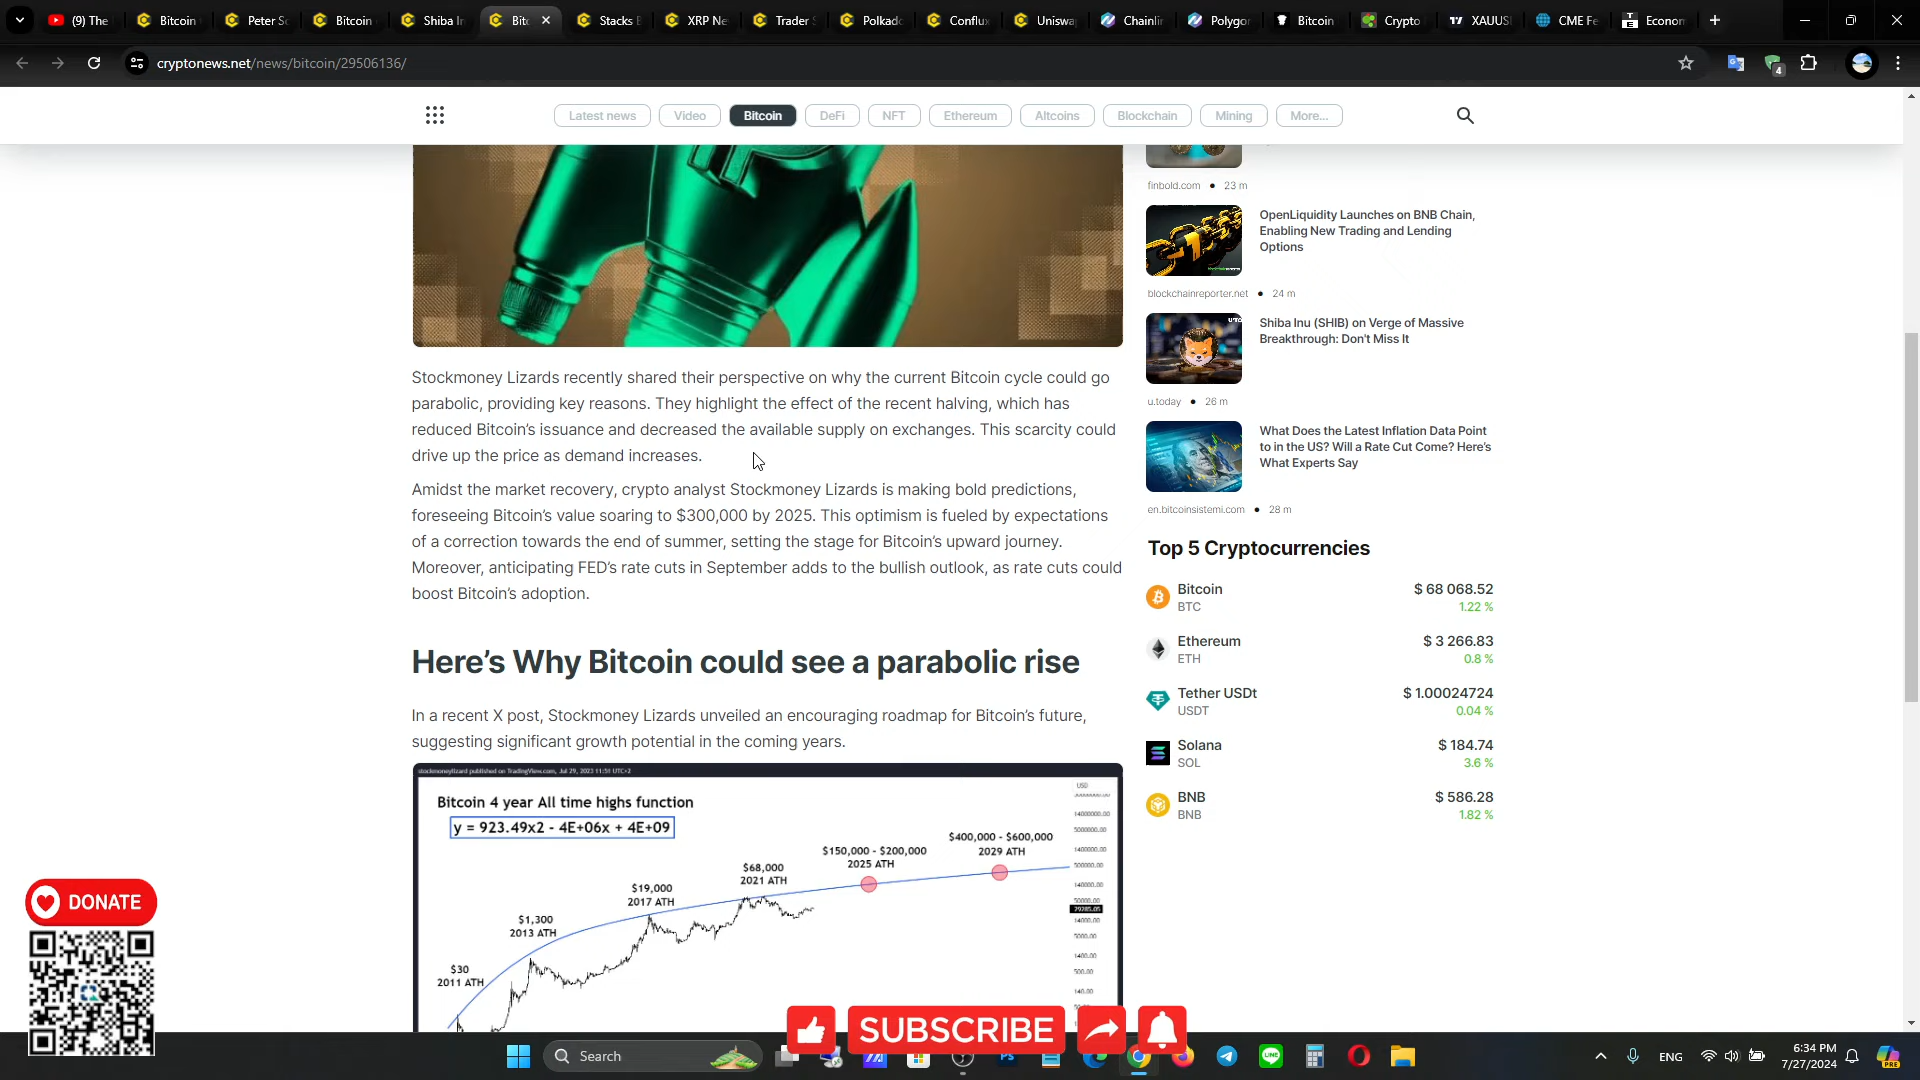 (9) The
Bitcoin
Peter Sc
Bitcoin
Shiba In
Bitc
Stacks
XRP Ne
Trader
Polkado
Conflux
Uniswa
Chainlin
Polygon
Bitcoin
Crypto
XAUUS
CME Fe
Econom
cryptonews.net/news/bitcoin/29506136/
4
Latest news
Video
Bitcoin
DeFi
NFT
Ethereum
Altcoins
Blockchain
Mining
More...
finbold.com • 23 m
OpenLiquidity Launches on BNB Chain,
Enabling New Trading and Lending
Options
blockchainreporter.net • 24 m
Shiba Inu (SHIB) on Verge of Massive
Breakthrough: Don't Miss It
u.today • 26 m
What Does the Latest Inflation Data Point
to in the US? Will a Rate Cut Come? Here's
What Experts Say
en.bitcoinsistemi.com • 28 m
Stockmoney Lizards recently shared their perspective on why the current Bitcoin cycle could go
parabolic, providing key reasons. They highlight the effect of the recent halving, which has
reduced Bitcoin's issuance and decreased the available supply on exchanges. This scarcity could
drive up the price as demand increases.
Amidst the market recovery, crypto analyst Stockmoney Lizards is making bold predictions,
foreseeing Bitcoin's value soaring to $300,000 by 2025. This optimism is fueled by expectations
of a correction towards the end of summer, setting the stage for Bitcoin's upward journey.
Moreover, anticipating FED's rate cuts in September adds to the bullish outlook, as rate cuts could
boost Bitcoin's adoption.
Here's Why Bitcoin could see a parabolic rise
In a recent X post, Stockmoney Lizards unveiled an encouraging roadmap for Bitcoin's future,
suggesting significant growth potential in the coming years.
Top 5 Cryptocurrencies
Bitcoin $ 68 068.52
BTC 1.22 %
Ethereum $ 3 266.83
ETH 0.8 %
Tether USDt $ 1.00024724
USDT 0.04 %
Solana $ 184.74
SOL 3.6 %
BNB $ 586.28
BNB 1.82 %
stockmoneylizard published on TradingView.com, Jul 29, 2023 11:51 UTC+2
USD
Bitcoin 4 year All time highs function
y = 923.49x2 - 4E+06x + 4E+09
$400,000 - $600,000
2029 ATH
$150,000 - $200,000
2025 ATH
$68,000
2021 ATH
$19,000
2017 ATH
$1,300
2013 ATH
$30
2011 ATH
DONATE
SUBSCRIBE
Search
ENG
6:34 PM
7/27/2024